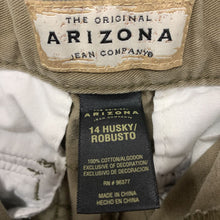 THE ORIGINAL
ARIZONA
JEAN COMPANY®
THE ORIGINAL
ARIZONA
JEAN COMPANY
14 HUSKY/
ROBUSTO
100% COTTON/ALGODON
EXCLUSIVE OF DECORATION/
EXCLUSIVO DE DECORACION
RN # 96377
MADE IN CHINA
HECHO EN CHINA